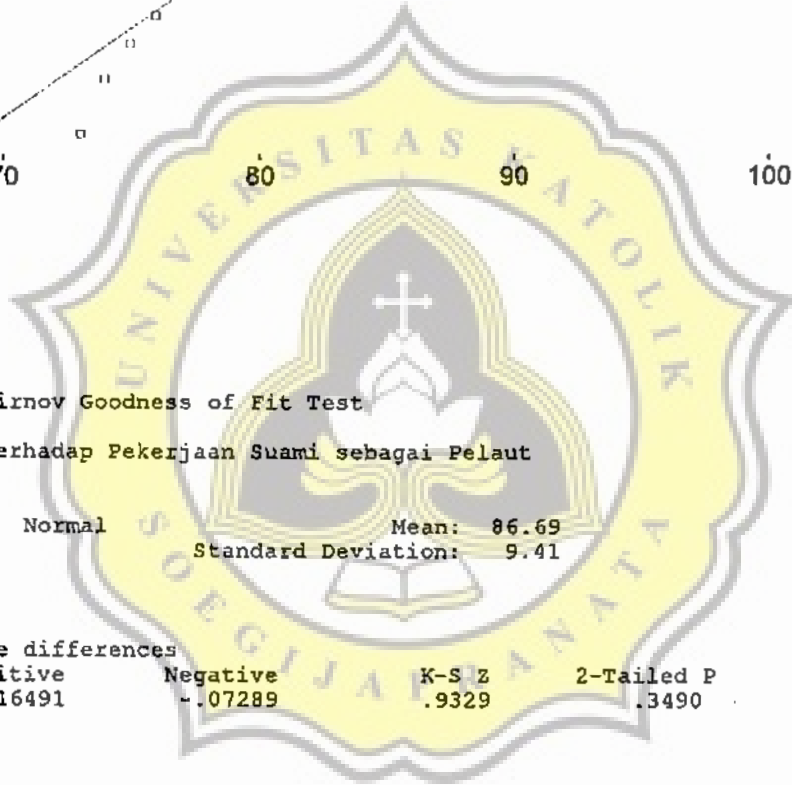 70 80 90 100
UNIVERSITAS KATOLIK
irnov Goodness of Fit Test
erhadap Pekerjaan Suami sebagai Pelaut
Normal Mean: 86.69
Standard Deviation: 9.41
e differences
itive Negative K-S Z 2-Tailed P
16491 -.07289 .9329 .3490
SOEGIJAPRANATA